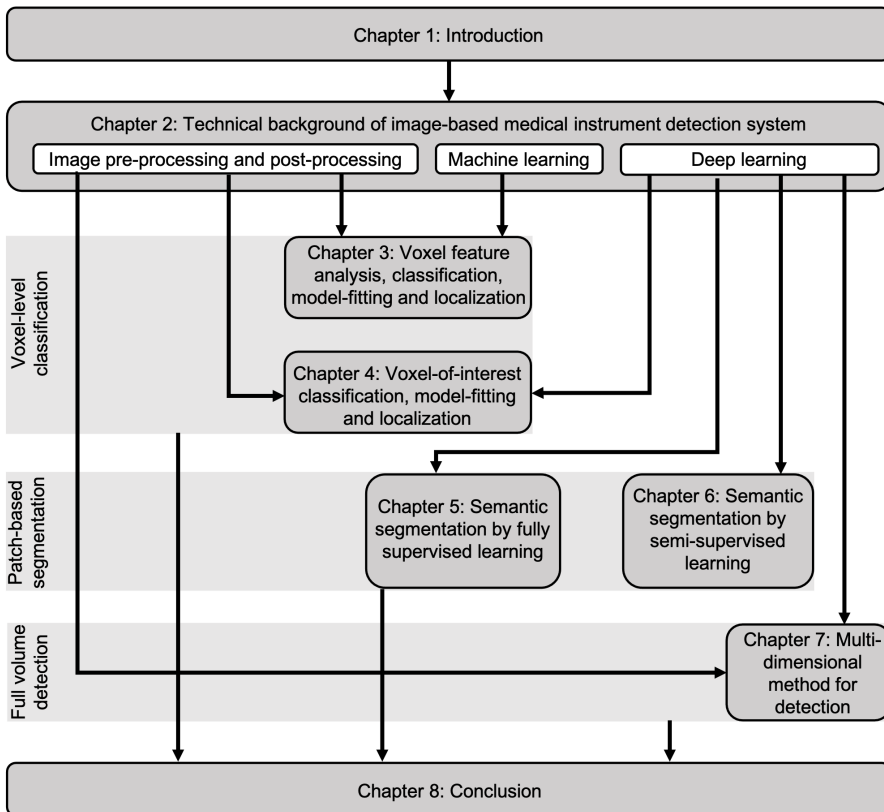 Chapter 1: Introduction
Chapter 2: Technical background of image-based medical instrument detection system
Image pre-processing and post-processing
Machine learning
Deep learning
Voxel-level
classification
Chapter 3: Voxel feature
analysis, classification,
model-fitting and localization
Chapter 4: Voxel-of-interest
classification, model-fitting
and localization
Patch-based
segmentation
Chapter 5: Semantic
segmentation by fully
supervised learning
Chapter 6: Semantic
segmentation by
semi-supervised
learning
Full volume
detection
Chapter 7: Multi-
dimensional
method for
detection
Chapter 8: Conclusion